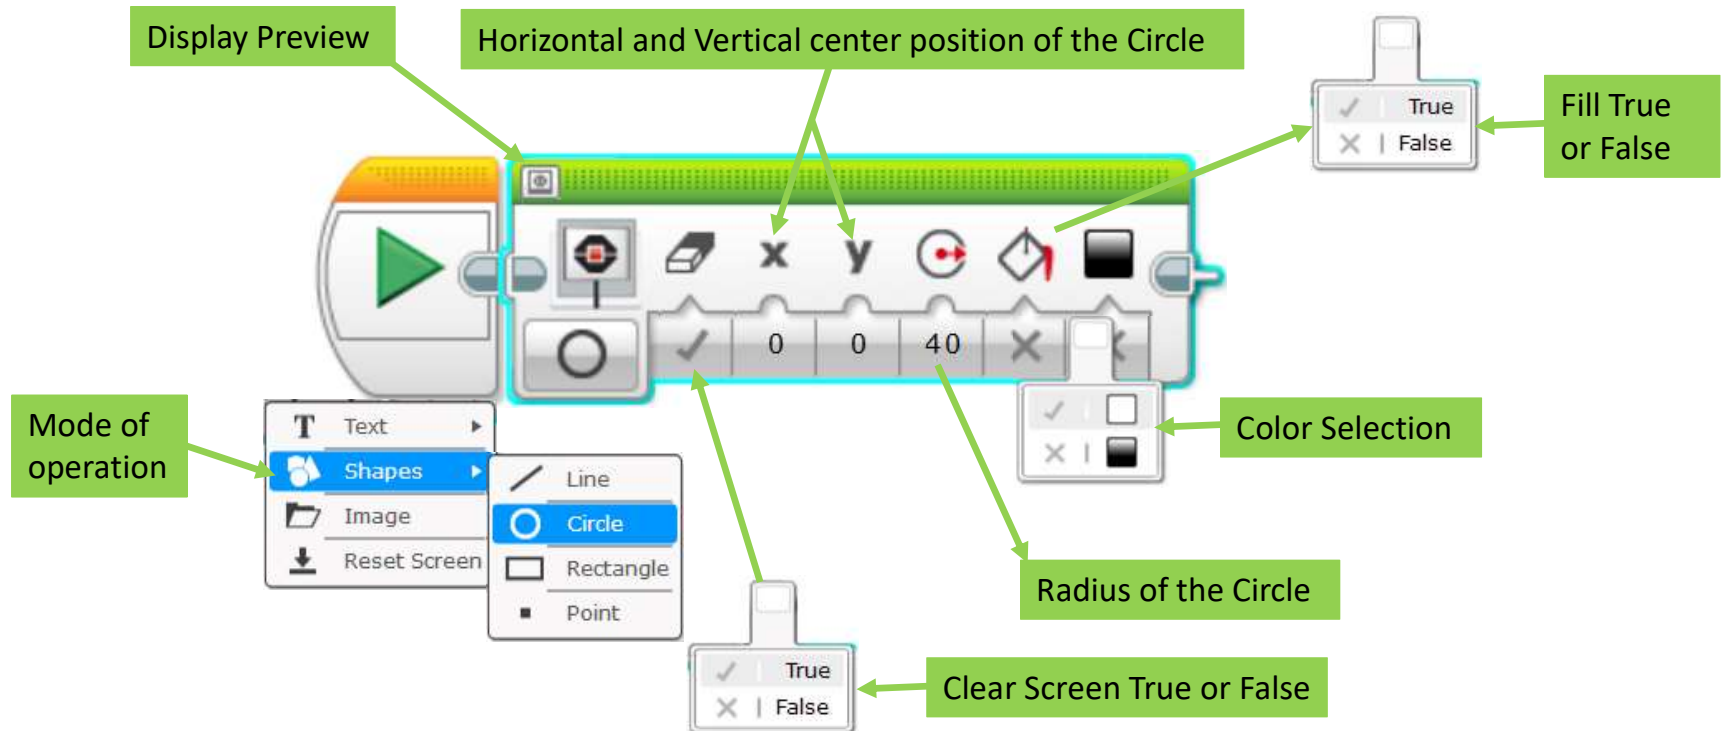 Display Preview
Horizontal and Vertical center position of the Circle
True
False
Fill True
or False
x
y
0
0
40
Mode of
operation
T Text
Shapes
Image
Reset Screen
Line
Circle
Rectangle
Point
Color Selection
Radius of the Circle
True
False
Clear Screen True or False